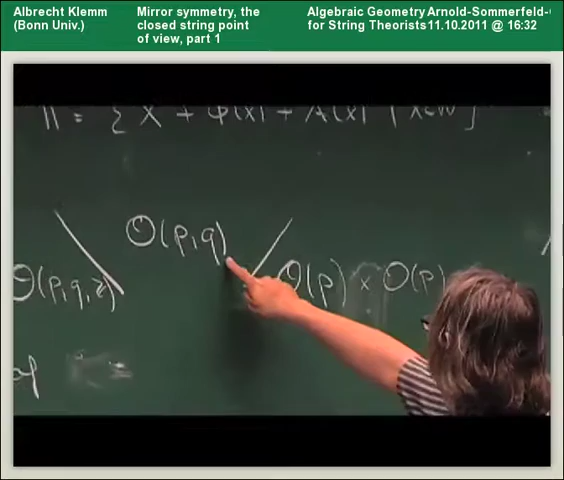 Albrecht Klemm
(Bonn Univ.)
Mirror symmetry, the
closed string point
of view, part 1
Algebraic Geometry
for String Theorists
Arnold-Sommerfeld-
11.10.2011 @ 16:32
Π = { X + φ(x) + A(x) | x∈W }
O(p,q)
O(p,q,z)
O(p) × O(p)
of